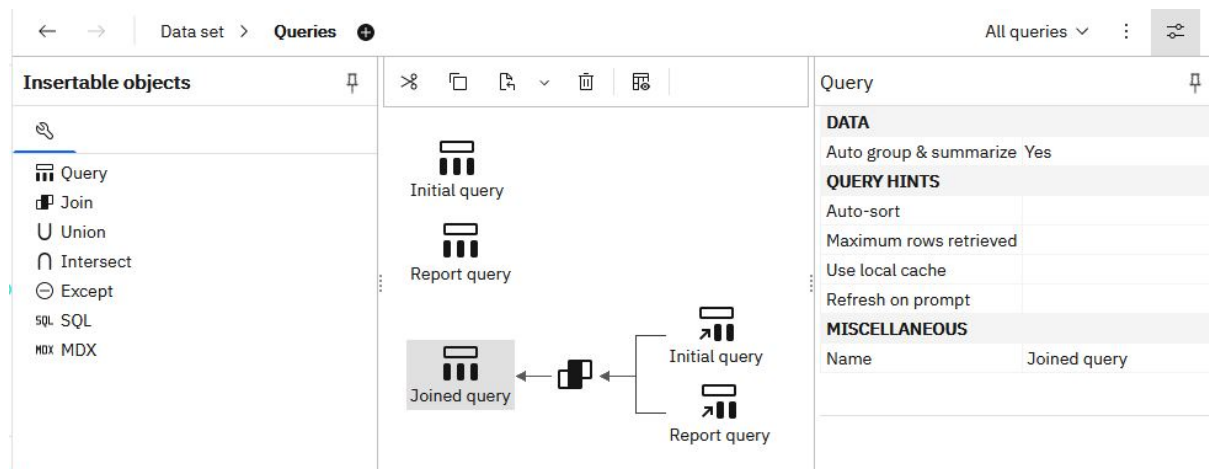 Data set > Queries
All queries
Insertable objects
Query
Join
Union
Intersect
Except
SQL SQL
MDX MDX
Initial query
Report query
Joined query
Initial query
Report query
Query
DATA
Auto group & summarize Yes
QUERY HINTS
Auto-sort
Maximum rows retrieved
Use local cache
Refresh on prompt
MISCELLANEOUS
Name Joined query